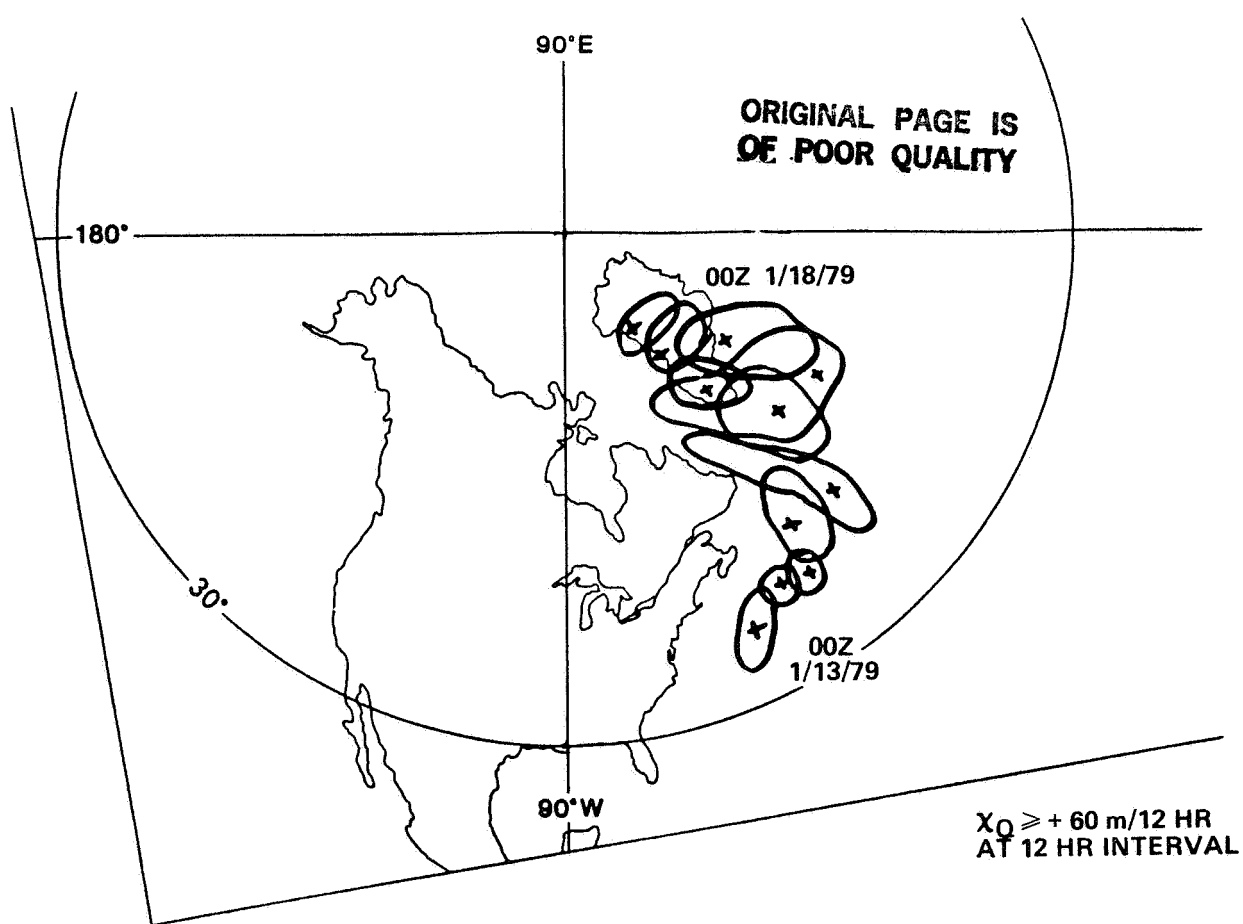 90°E
ORIGINAL PAGE IS
OF POOR QUALITY
180°
00Z 1/18/79
30°
00Z
1/13/79
90°W
χQ ⩾ + 60 m/12 HR
AT 12 HR INTERVAL